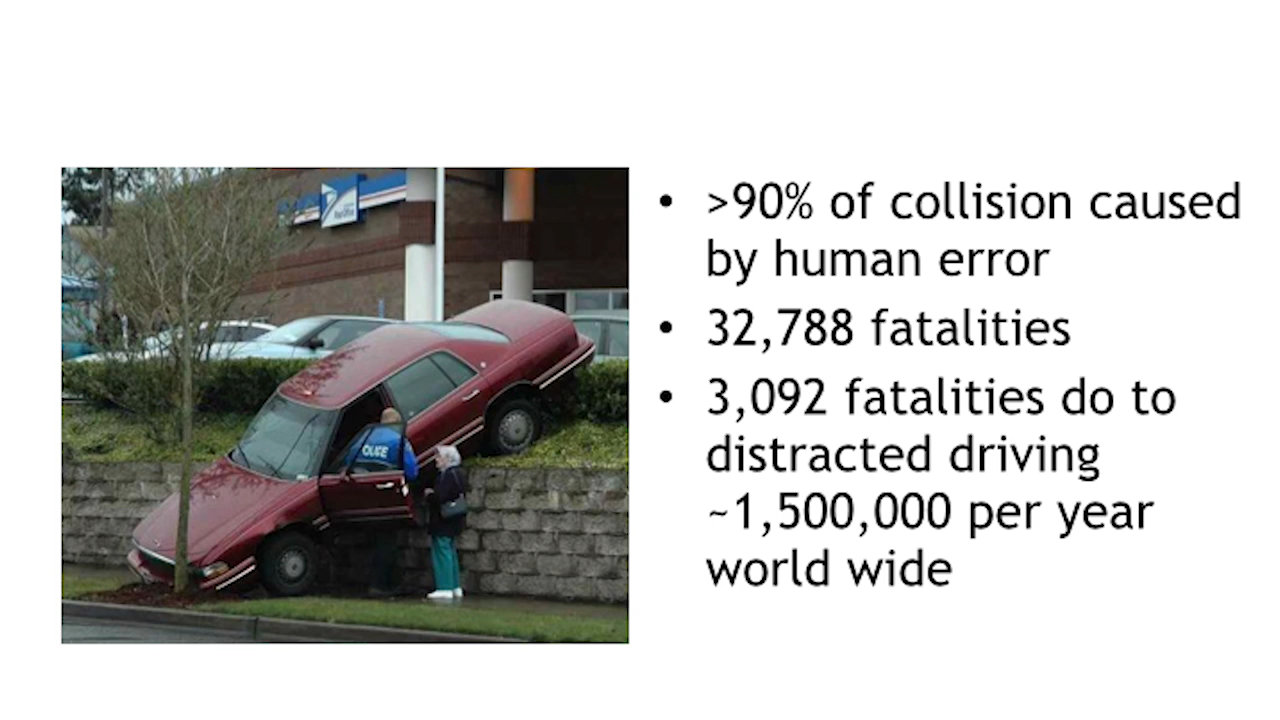 • >90% of collision caused
by human error
• 32,788 fatalities
• 3,092 fatalities do to
distracted driving
~1,500,000 per year
world wide
POLICE